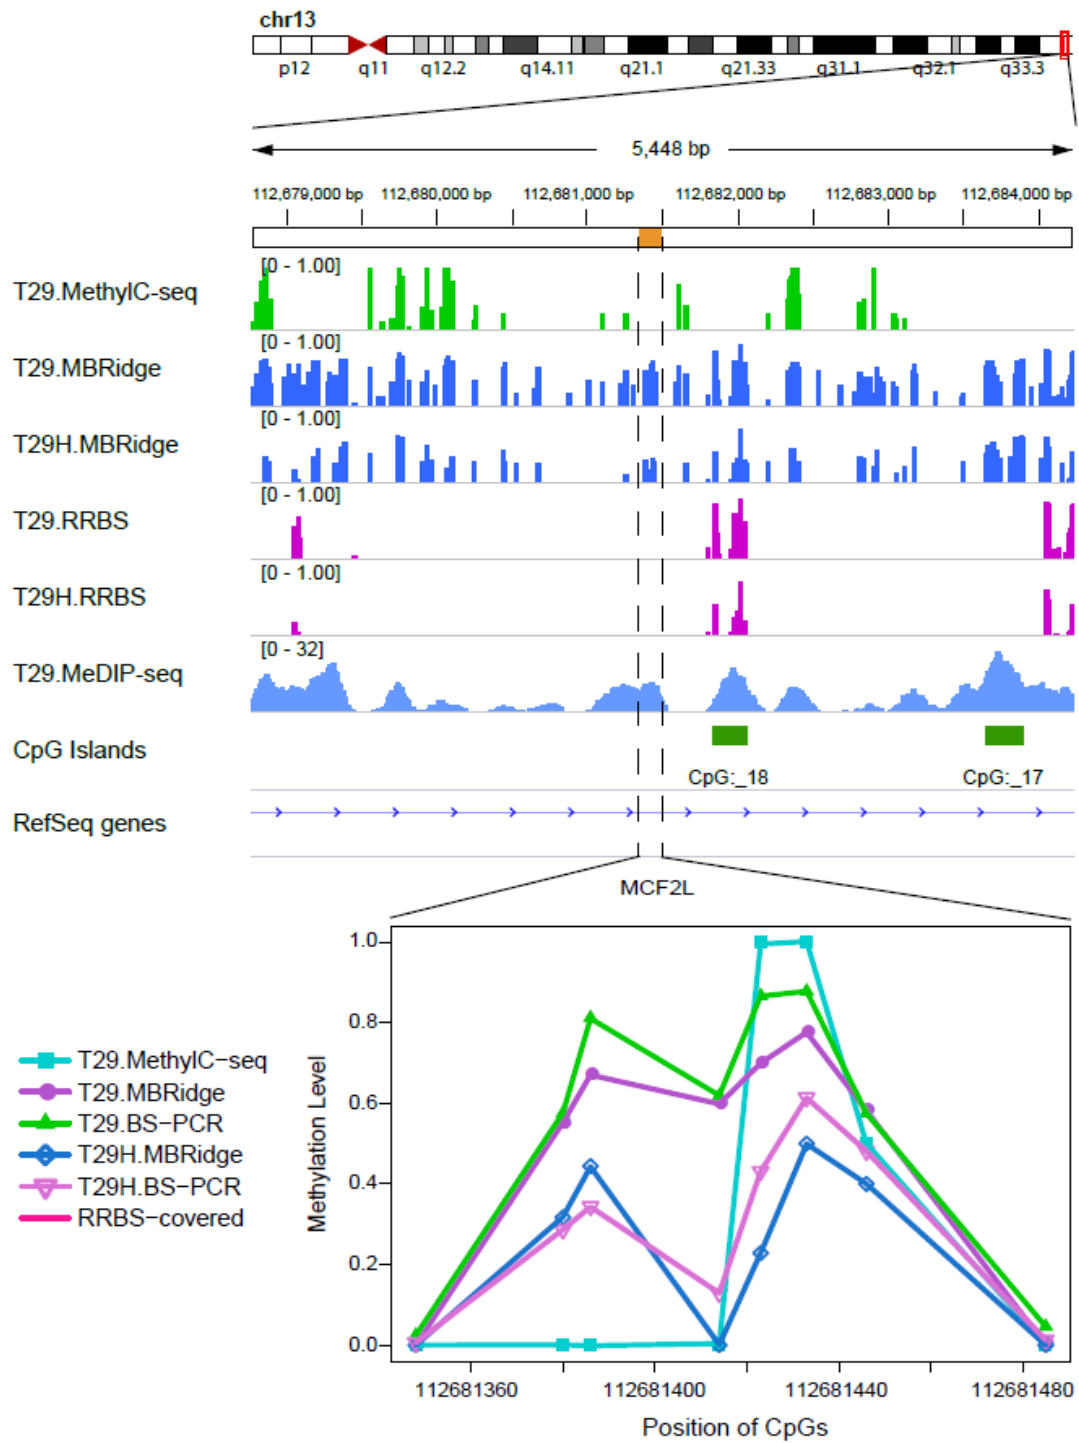 chr13
p12 q11 q12.2 q14.11 q21.1 q21.33 q31.1 q32.1 q33.3
5,448 bp
112,679,000 bp 112,680,000 bp 112,681,000 bp 112,682,000 bp 112,683,000 bp 112,684,000 bp
[0 - 1.00]
T29.MethylC-seq
[0 - 1.00]
T29.MBRidge
[0 - 1.00]
T29H.MBRidge
[0 - 1.00]
T29.RRBS
[0 - 1.00]
T29H.RRBS
[0 - 32]
T29.MeDIP-seq
CpG Islands
CpG:_18 CpG:_17
RefSeq genes
MCF2L
1.0
0.8
0.6
0.4
0.2
0.0
Methylation Level
T29.MethylC-seq
T29.MBRidge
T29.BS-PCR
T29H.MBRidge
T29H.BS-PCR
RRBS-covered
112681360 112681400 112681440 112681480
Position of CpGs